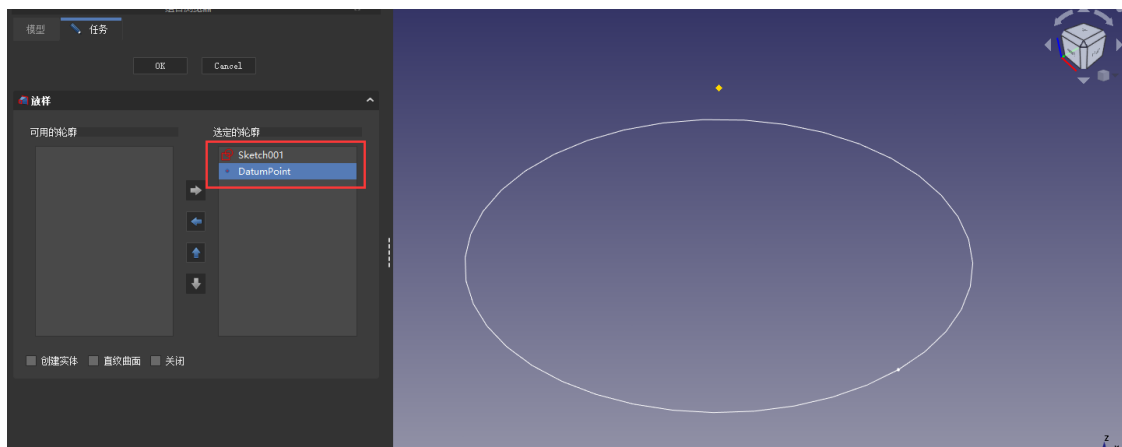 模型
任务
OK Cancel
放样
可用的轮廓
选定的轮廓
Sketch001
DatumPoint
创建实体 直纹曲面 关闭
z